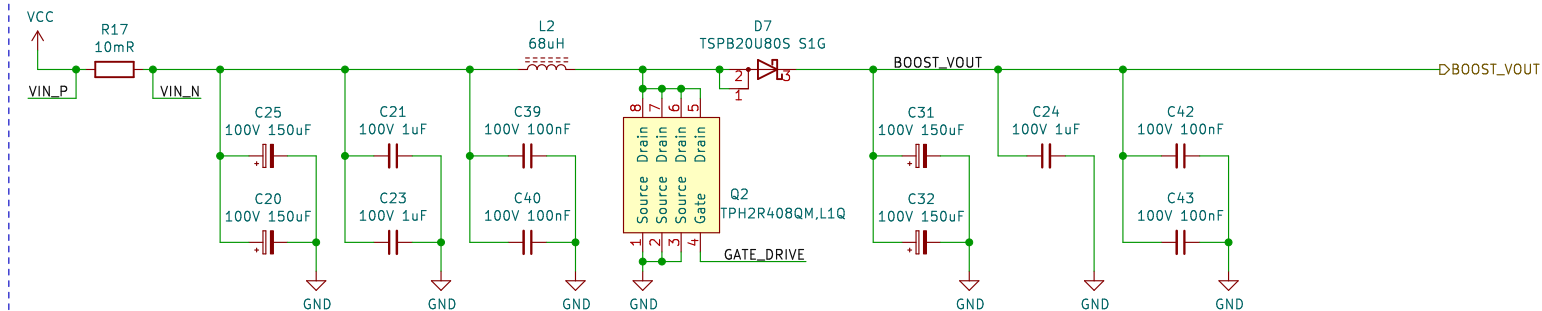 VCC
R17
10mR
VIN_P
VIN_N
C25
100V 150uF
C20
100V 150uF
GND
C21
100V 1uF
C23
100V 1uF
GND
C39
100V 100nF
C40
100V 100nF
GND
L2
68uH
8 7 6 5
Drain Drain Drain Drain
Source Source Source Gate
1 2 3 4
Q2
TPH2R408QM,L1Q
GATE_DRIVE
GND
D7
TSPB20U80S S1G
2 3
1
BOOST_VOUT
C31
100V 150uF
C32
100V 150uF
GND
C24
100V 1uF
GND
C42
100V 100nF
C43
100V 100nF
GND
BOOST_VOUT